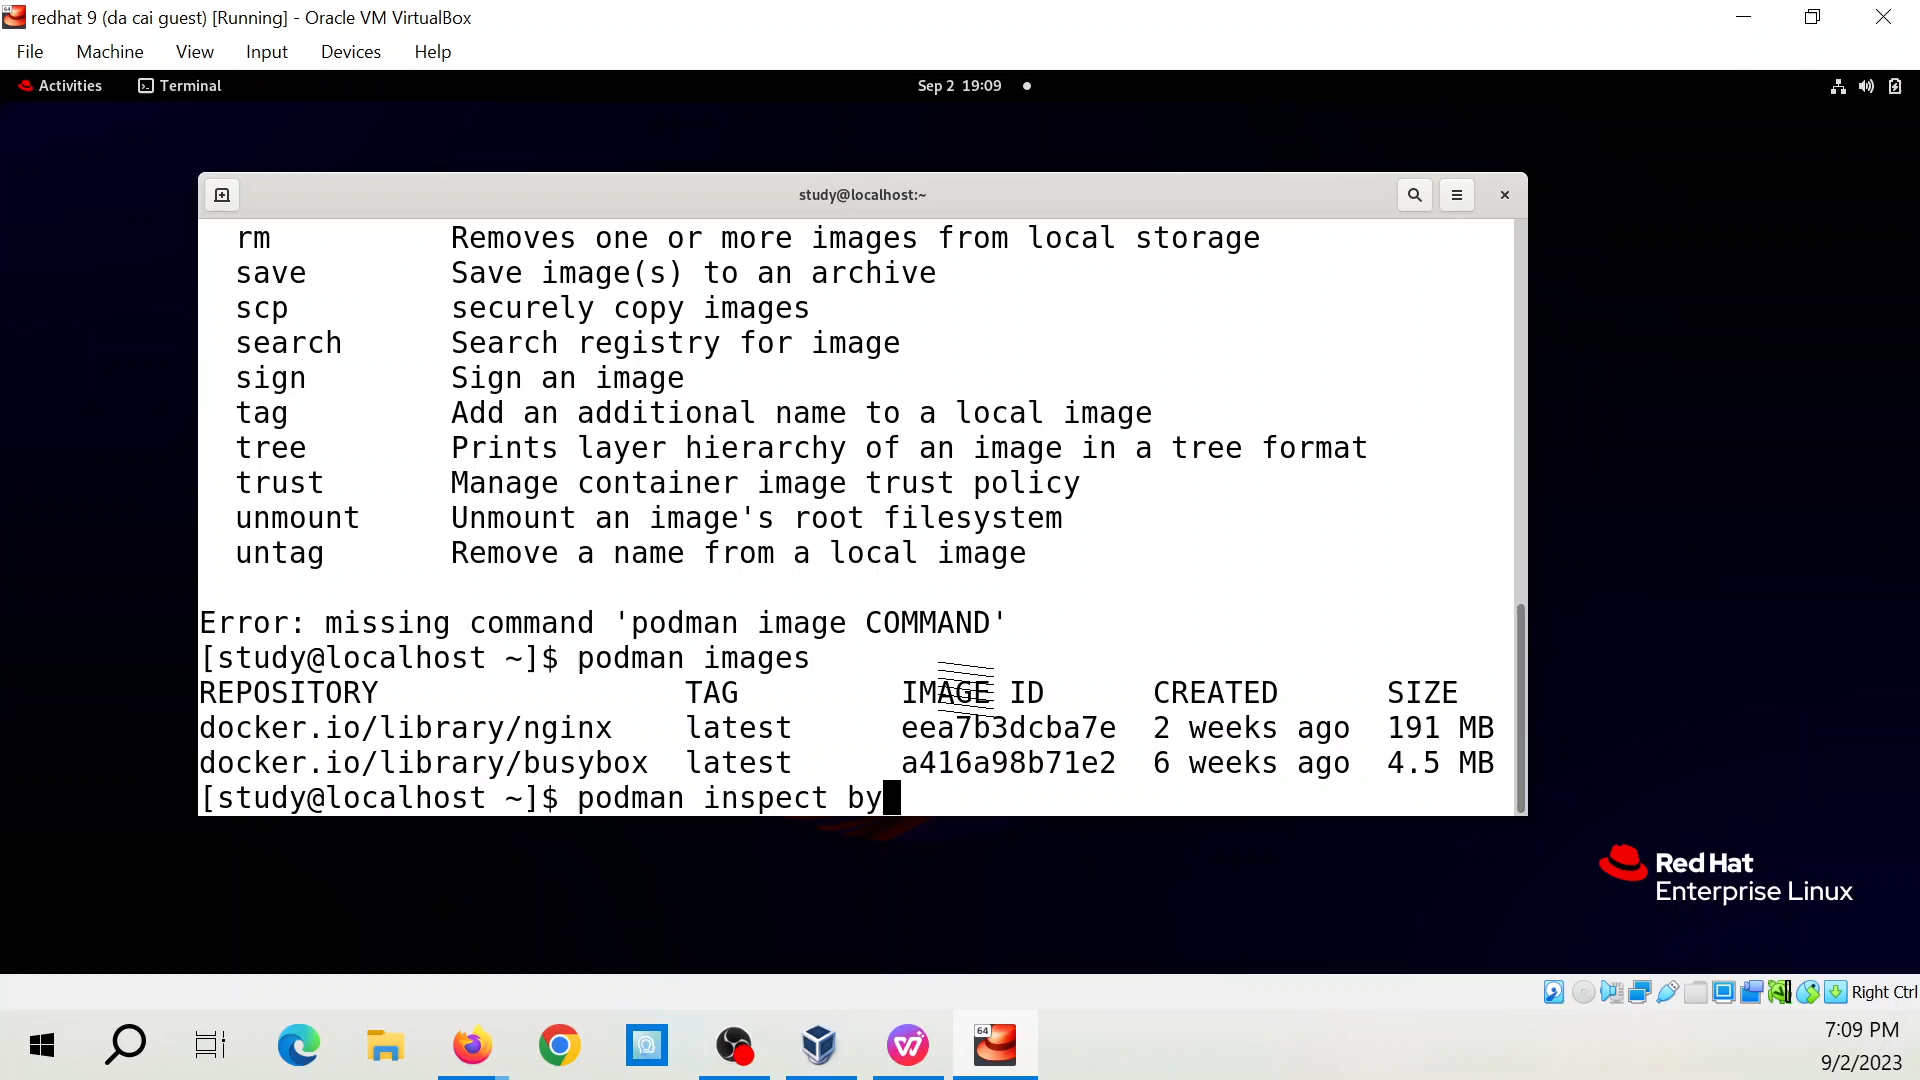 redhat 9 (da cai guest) [Running] - Oracle VM VirtualBox
File Machine View Input Devices Help
Activities Terminal Sep 2 19:09
study@localhost:~
rm Removes one or more images from local storage
save Save image(s) to an archive
scp securely copy images
search Search registry for image
sign Sign an image
tag Add an additional name to a local image
tree Prints layer hierarchy of an image in a tree format
trust Manage container image trust policy
unmount Unmount an image's root filesystem
untag Remove a name from a local image
Error: missing command 'podman image COMMAND'
[study@localhost ~]$ podman images
REPOSITORY TAG IMAGE ID CREATED SIZE
docker.io/library/nginx latest eea7b3dcba7e 2 weeks ago 191 MB
docker.io/library/busybox latest a416a98b71e2 6 weeks ago 4.5 MB
[study@localhost ~]$ podman inspect by
Red Hat
Enterprise Linux
Right Ctrl
64
7:09 PM
9/2/2023